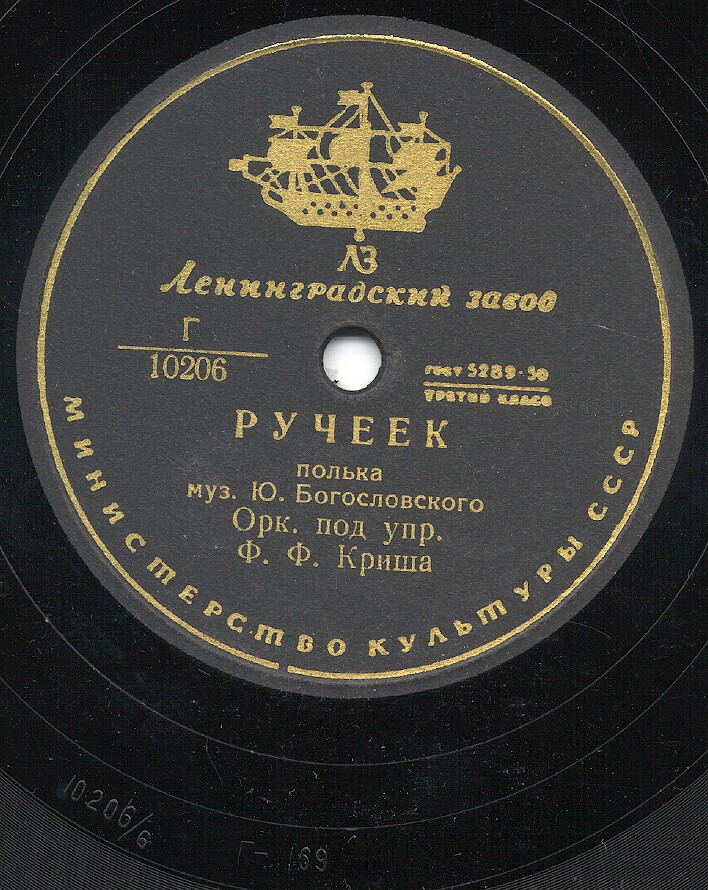 ЛЗ
Ленинградский завод
Г
10206
ГОСТ 5289-50
ТРЕТИЙ КЛАСС
РУЧЕЕК
полька
муз. Ю. Богословского
Орк. под упр.
Ф. Ф. Криша
МИНИСТЕРСТВО КУЛЬТУРЫ СССР
10206/6
Г-169